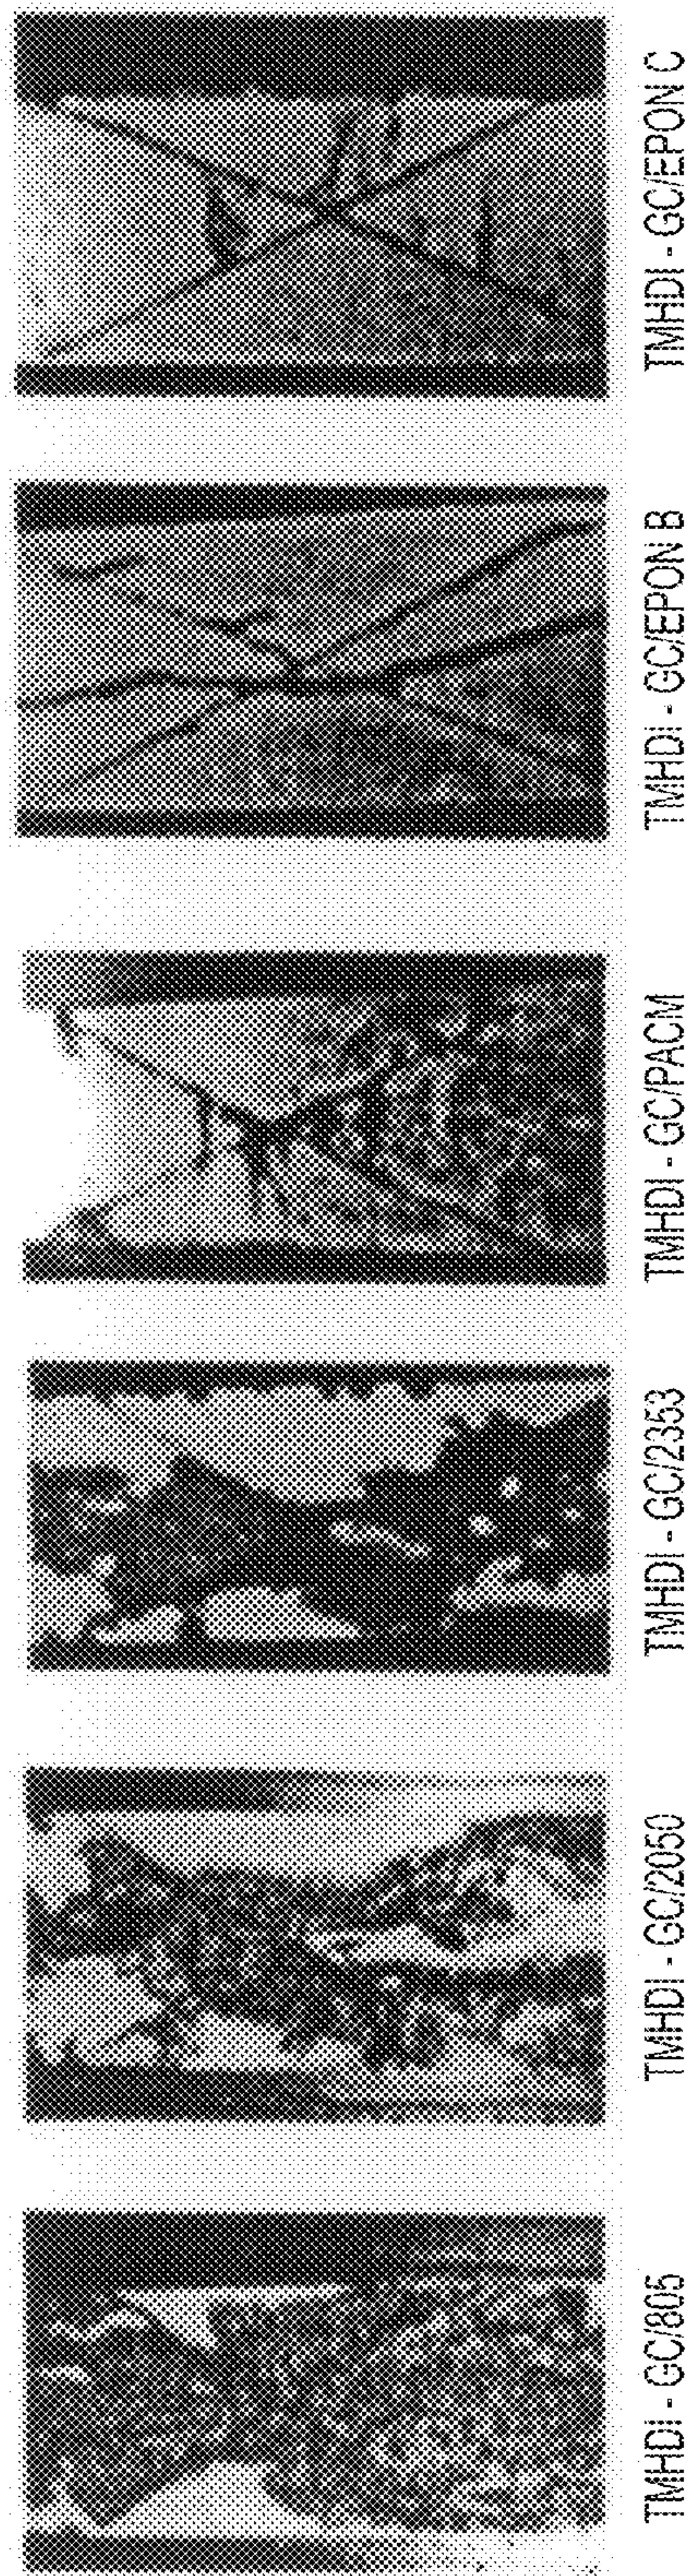 TMHDI - GC/805
TMHDI - GC/2050
TMHDI - GC/2353
TMHDI - GC/PACM
TMHDI - GC/EPON B
TMHDI - GC/EPON C